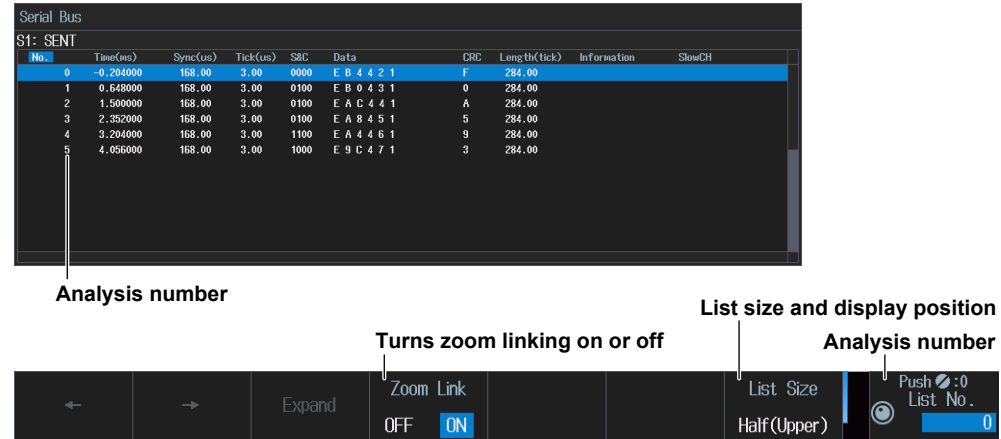 Serial Bus
S1: SENT
No. Time(ms) Sync(us) Tick(us) S&C Data CRC Length(tick) Information SlowCH
0 -0.204000 168.00 3.00 0000 E B 4 4 2 1 F 284.00
1 0.648000 168.00 3.00 0100 E B 0 4 3 1 0 284.00
2 1.500000 168.00 3.00 0100 E A C 4 4 1 A 284.00
3 2.352000 168.00 3.00 0100 E A 8 4 5 1 5 284.00
4 3.204000 168.00 3.00 1100 E A 4 4 6 1 9 284.00
5 4.056000 168.00 3.00 1000 E 9 C 4 7 1 3 284.00
Analysis number
List size and display position
Turns zoom linking on or off
Analysis number
← → Expand
Zoom Link
OFF ON
List Size
Half(Upper)
Push :0
List No.
0